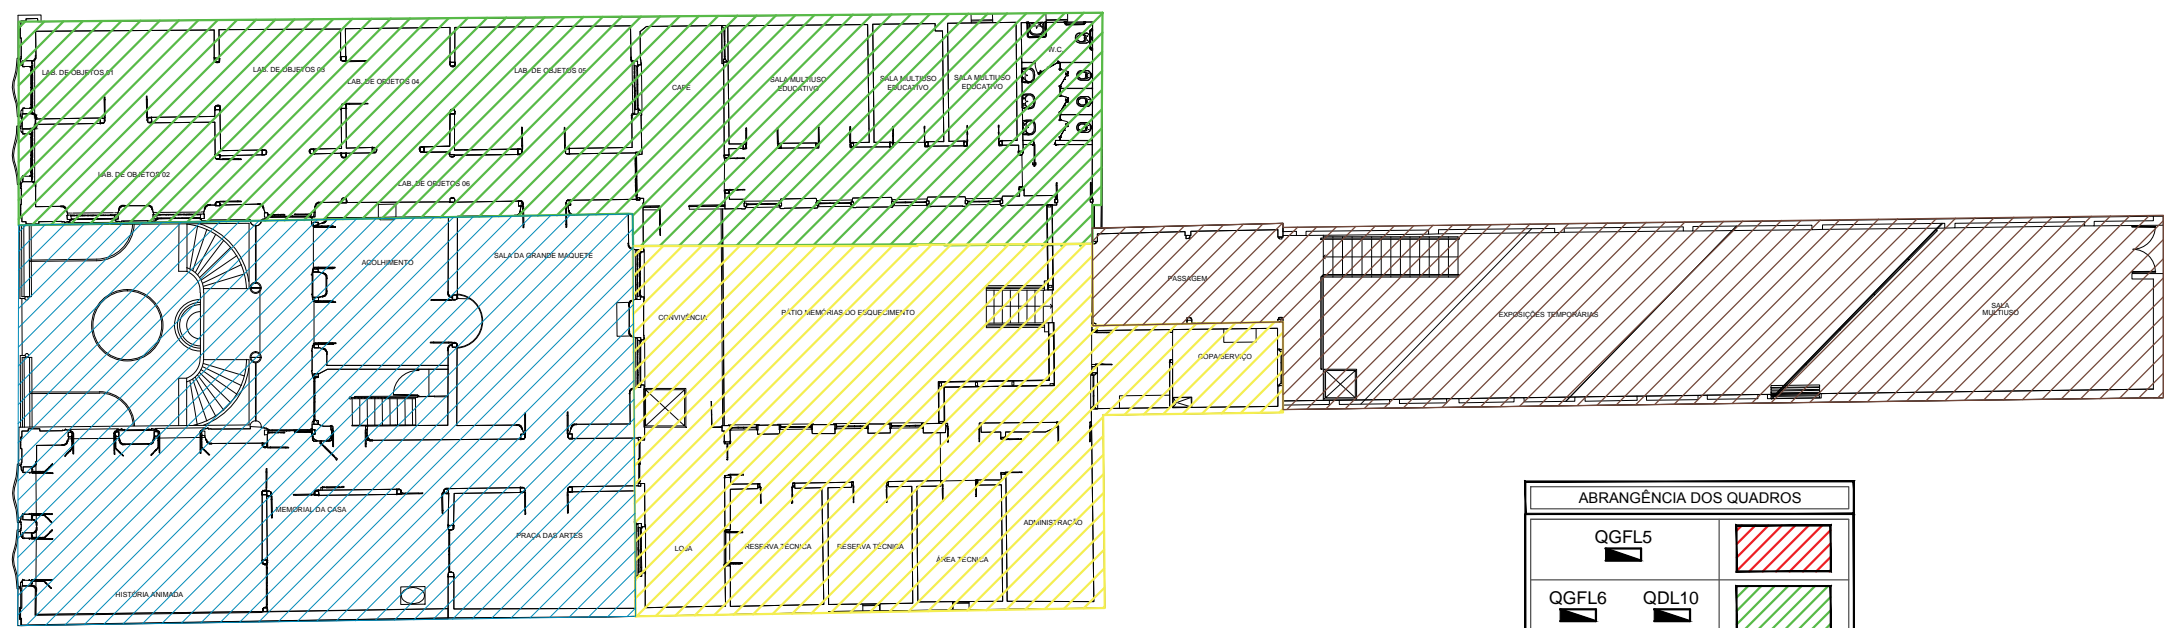 LAB. DE OBJETOS 01
LAB. DE OBJETOS 03
LAB. DE OBJETOS 04
LAB. DE OBJETOS 05
CAFÉ
SALA MULTIUSO
EDUCATIVO
SALA MULTIUSO
EDUCATIVO
SALA MULTIUSO
EDUCATIVO
W.C.
LAB. DE OBJETOS 02
LAB. DE OBJETOS 06
ACOLHIMENTO
SALA DA GRANDE MAQUETE
CONVIVÊNCIA
PÁTIO MEMÓRIAS DO ESQUECIMENTO
PASSAGEM
COPA/SERVIÇO
EXPOSIÇÕES TEMPORÁRIAS
SALA
MULTIUSO
MEMORIAL DA CASA
PRAÇA DAS ARTES
HISTÓRIA ANIMADA
LOJA
RESERVA TÉCNICA
RESERVA TÉCNICA
ÁREA TÉCNICA
ADMINISTRAÇÃO
ABRANGÊNCIA DOS QUADROS
QGFL5
QGFL6 QDL10